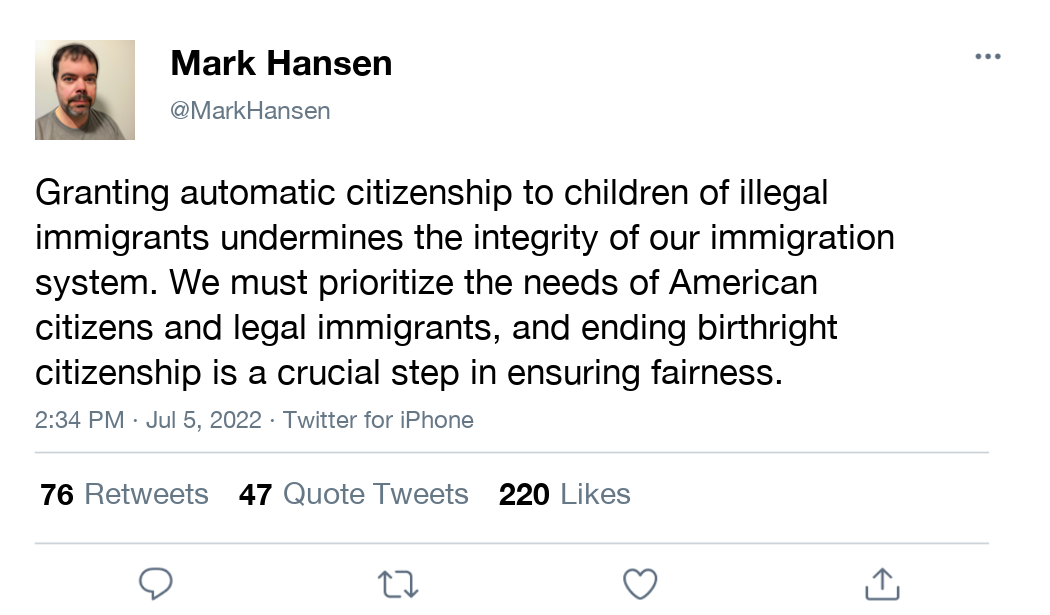 Mark Hansen
@MarkHansen
Granting automatic citizenship to children of illegal
immigrants undermines the integrity of our immigration
system. We must prioritize the needs of American
citizens and legal immigrants, and ending birthright
citizenship is a crucial step in ensuring fairness.
2:34 PM · Jul 5, 2022 · Twitter for iPhone
76 Retweets 47 Quote Tweets 220 Likes